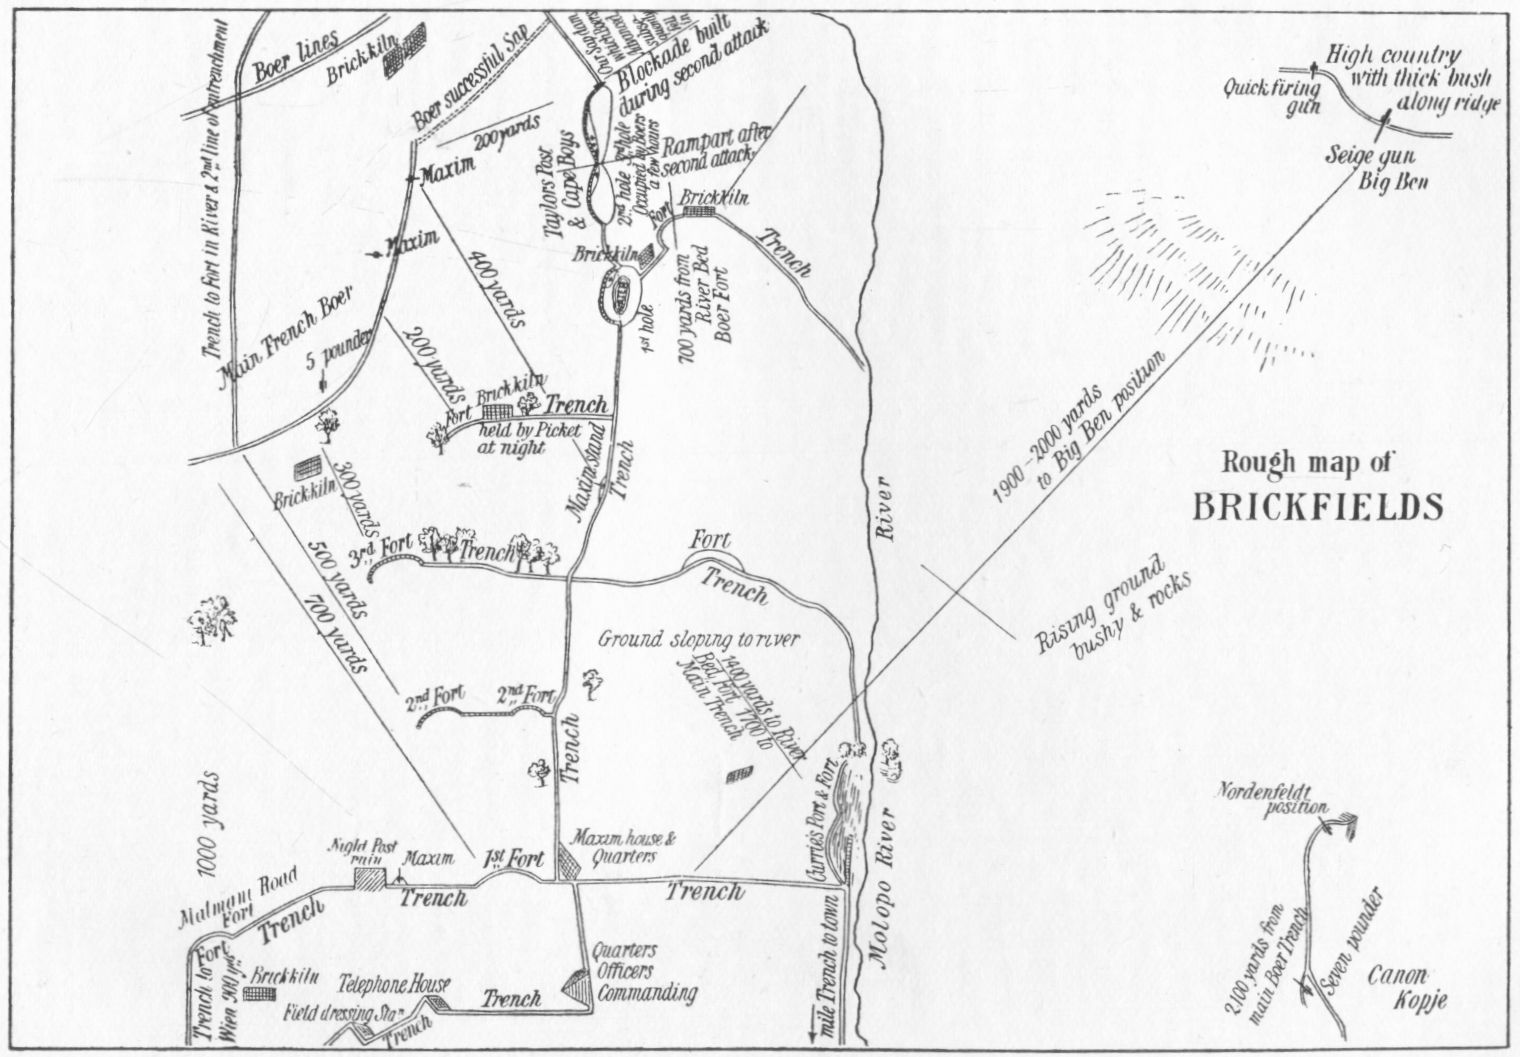 Trench to Fort in River & 2nd line of entrenchment
Boer lines
Brickkiln
Boer successful Sap
200 yards
Blockade built
during second attack
Maxim
Maxim
Taylors Post
& Cape Boys
2nd hole 3rd hole
Occupied by Boers
a few hours
Rampart after
second attack
Fort
Brickkiln
Trench
Brickkiln
1st hole
700 yards from
River Bed
Boer Fort
400 yards
Main Trench Boer
5 pounder
200 yards
Fort
Brickkiln
Trench
held by Picket
at night
Maxim Stand
Trench
Brickkiln
300 yards
500 yards
700 yards
3rd Fort
Trench
Fort
Trench
River
Ground sloping to river
1400 yards to River
Bed Fort 1700 to
Main Trench
2nd Fort
2nd Fort
Trench
1000 yards
Night Post
ruin
Maxim
1st Fort
Maxim house &
Quarters
Currie's Port & Fort
Molopo River
Malmani Road
Fort
Trench
Trench
Trench
Fort
Trench to
Wien 900 yds
Brickkiln
Telephone House
Field dressing Stan
Trench
Trench
Quarters
Officers
Commanding
mile Trench to town
High country
with thick bush
along ridge
Quick firing
gun
Seige gun
Big Ben
1900-2000 yards
to Big Ben position
Rough map of
BRICKFIELDS
Rising ground
bushy & rocks
Nordenfeldt
position
2100 yards from
main Boer Trench
Seven pounder
Canon
Kopje